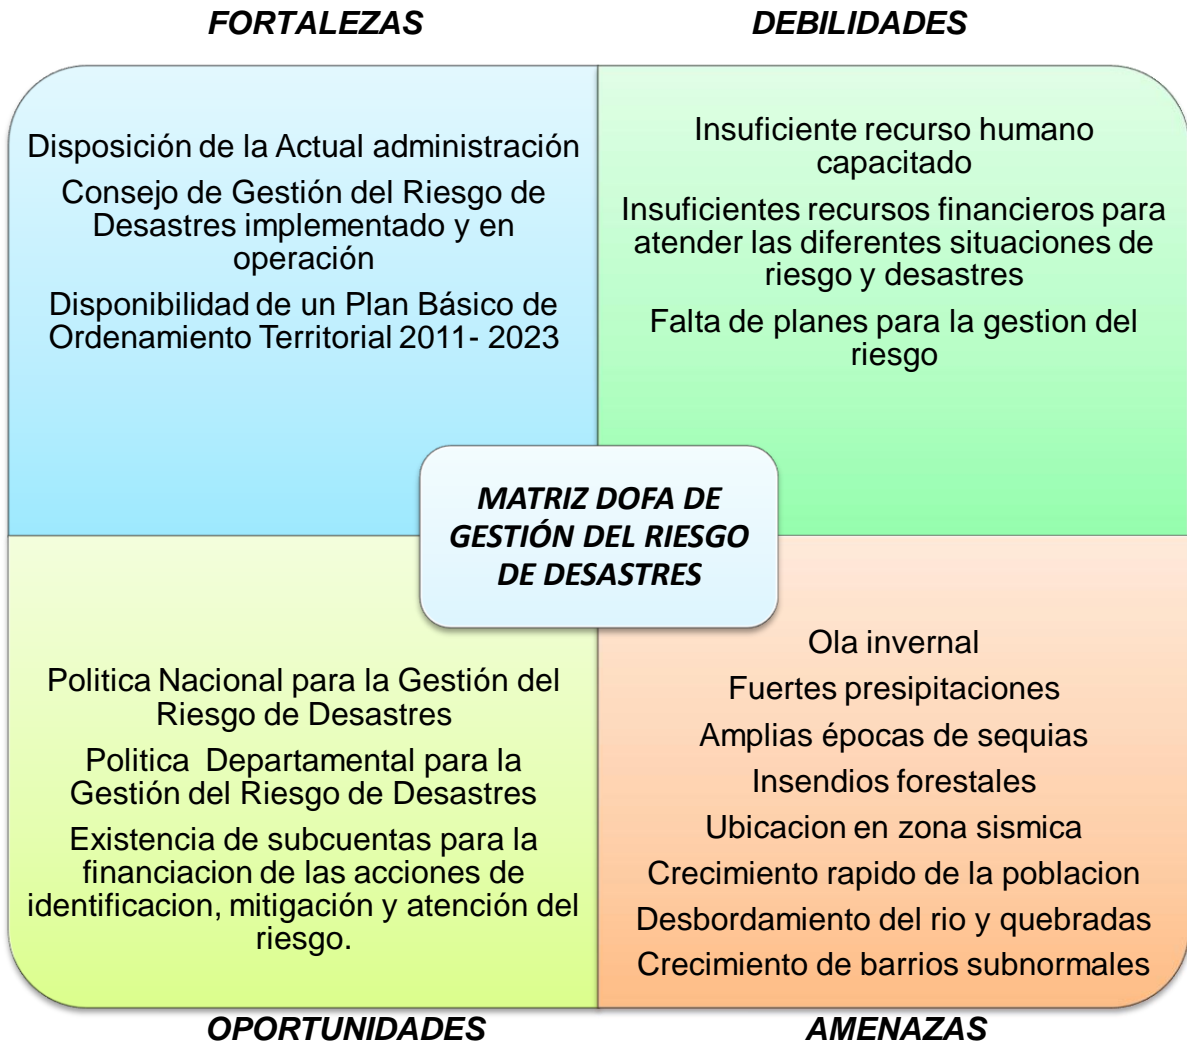 FORTALEZAS
DEBILIDADES
Disposición de la Actual administración
Consejo de Gestión del Riesgo de
Desastres implementado y en
operación
Disponibilidad de un Plan Básico de
Ordenamiento Territorial 2011- 2023
Insuficiente recurso humano
capacitado
Insuficientes recursos financieros para
atender las diferentes situaciones de
riesgo y desastres
Falta de planes para la gestion del
riesgo
MATRIZ DOFA DE
GESTIÓN DEL RIESGO
DE DESASTRES
Politica Nacional para la Gestión del
Riesgo de Desastres
Politica Departamental para la
Gestión del Riesgo de Desastres
Existencia de subcuentas para la
financiacion de las acciones de
identificacion, mitigación y atención del
riesgo.
Ola invernal
Fuertes presipitaciones
Amplias épocas de sequias
Insendios forestales
Ubicacion en zona sismica
Crecimiento rapido de la poblacion
Desbordamiento del rio y quebradas
Crecimiento de barrios subnormales
OPORTUNIDADES
AMENAZAS